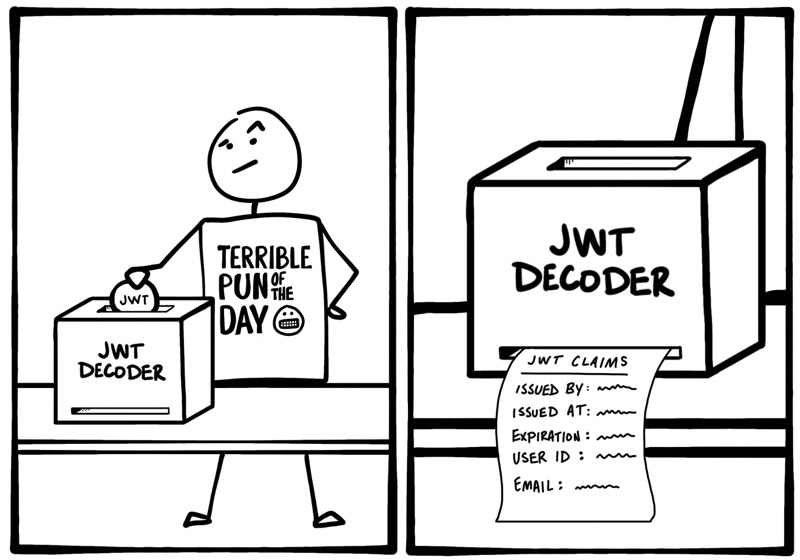 TERRIBLE
PUN OF THE
DAY
JWT
JWT
DECODER
JWT
DECODER
JWT CLAIMS
ISSUED BY:
ISSUED AT:
EXPIRATION:
USER ID :
EMAIL :